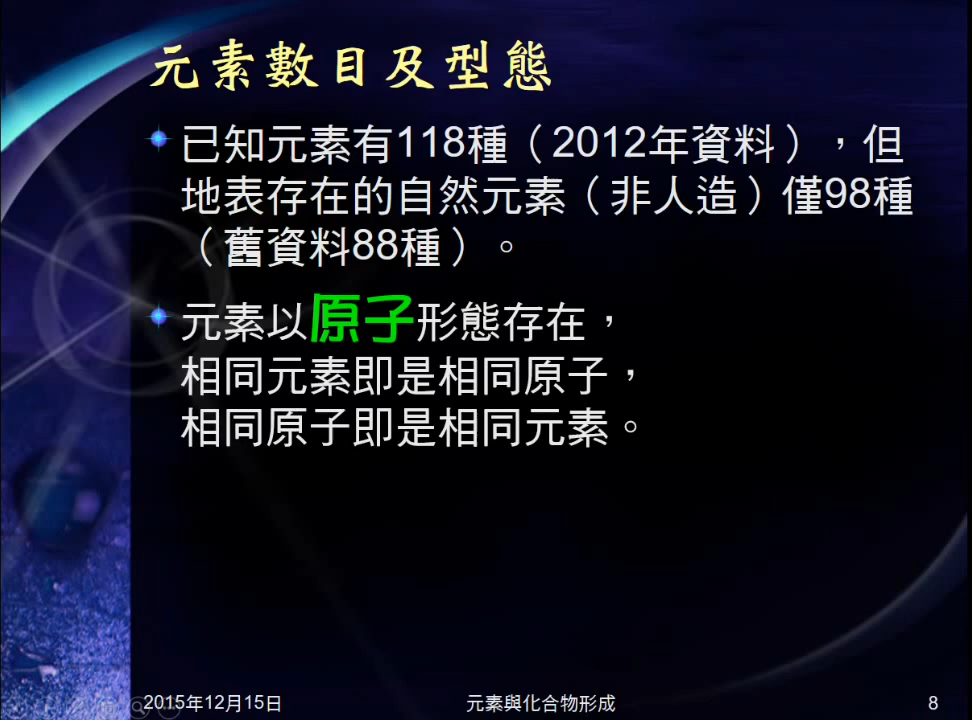 元素數目及型態
已知元素有118種（2012年資料），但
地表存在的自然元素（非人造）僅98種
（舊資料88種）。
元素以原子形態存在，
相同元素即是相同原子，
相同原子即是相同元素。
2015年12月15日
元素與化合物形成
8